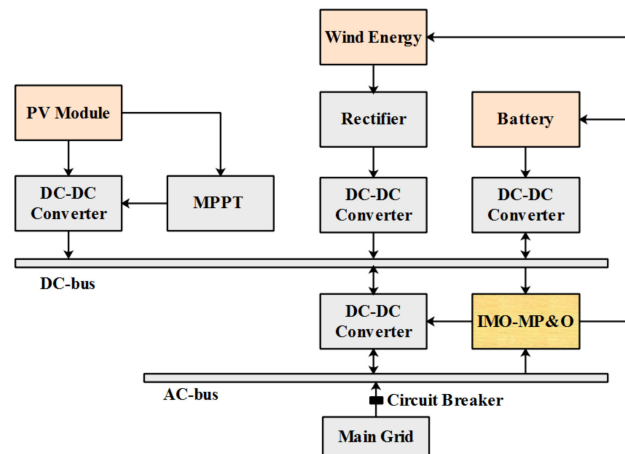 Wind Energy
PV Module
Rectifier
Battery
DC-DC
Converter
MPPT
DC-DC
Converter
DC-DC
Converter
DC-bus
DC-DC
Converter
IMO-MP&O
AC-bus
Circuit Breaker
Main Grid